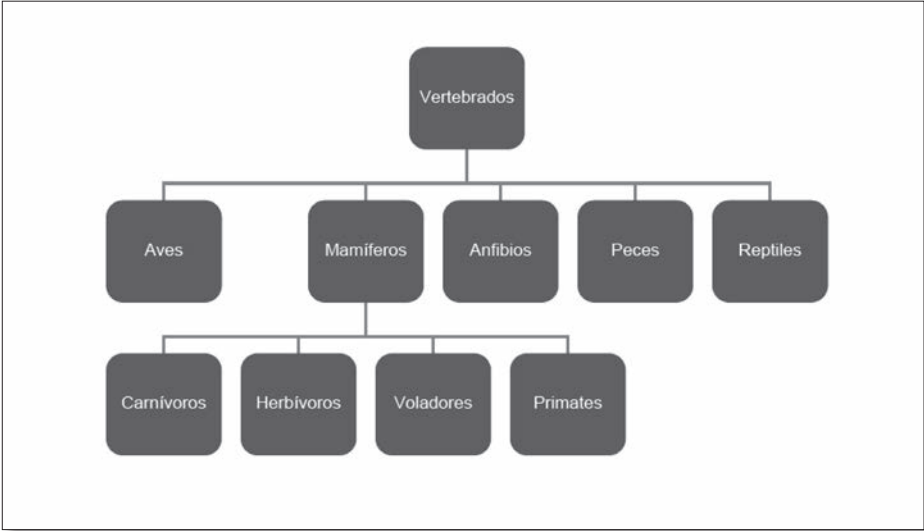 Vertebrados
Aves
Mamíferos
Anfibios
Peces
Reptiles
Carnívoros
Herbívoros
Voladores
Primates